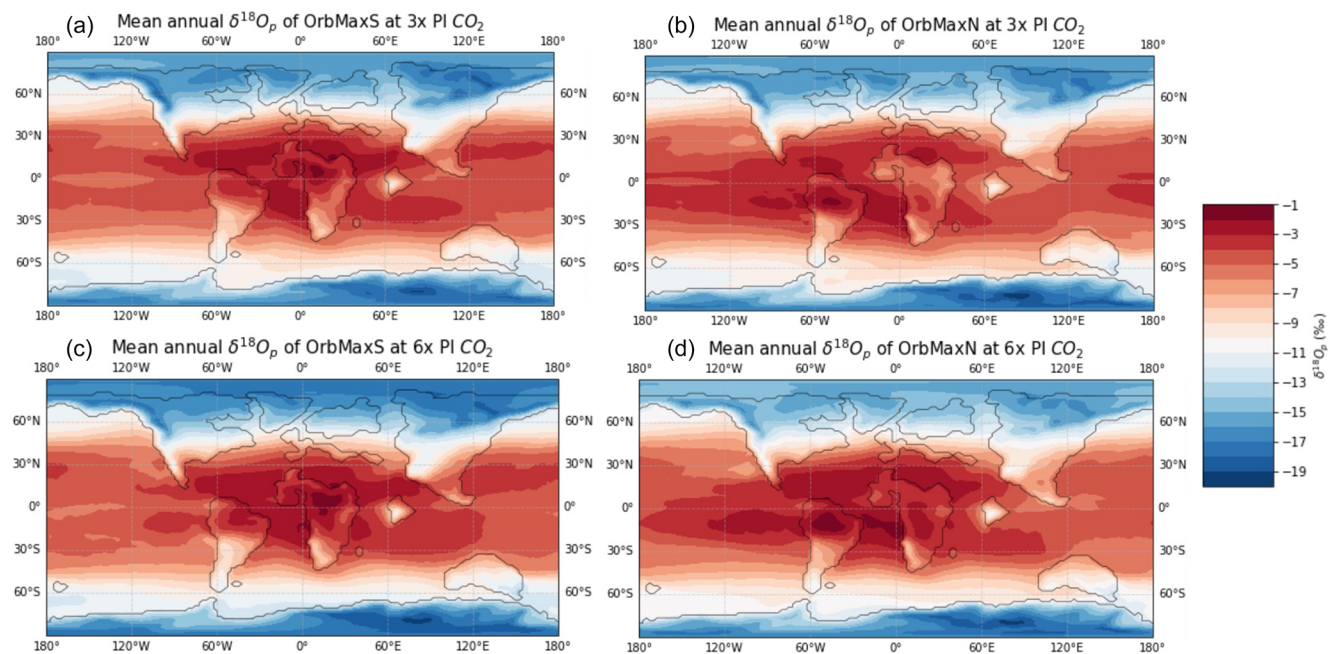 (a) Mean annual δ¹⁸Oₚ of OrbMaxS at 3x PI CO₂
180° 120°W 60°W 0° 60°E 120°E 180°
60°N 60°N
30°N 30°N
0° 0°
30°S 30°S
60°S 60°S
180° 120°W 60°W 0° 60°E 120°E 180°
(b) Mean annual δ¹⁸Oₚ of OrbMaxN at 3x PI CO₂
180° 120°W 60°W 0° 60°E 120°E 180°
60°N 60°N
30°N 30°N
0° 0°
30°S 30°S
60°S 60°S
180° 120°W 60°W 0° 60°E 120°E 180°
(c) Mean annual δ¹⁸Oₚ of OrbMaxS at 6x PI CO₂
180° 120°W 60°W 0° 60°E 120°E 180°
60°N 60°N
30°N 30°N
0° 0°
30°S 30°S
60°S 60°S
180° 120°W 60°W 0° 60°E 120°E 180°
(d) Mean annual δ¹⁸Oₚ of OrbMaxN at 6x PI CO₂
180° 120°W 60°W 0° 60°E 120°E 180°
60°N 60°N
30°N 30°N
0° 0°
30°S 30°S
60°S 60°S
180° 120°W 60°W 0° 60°E 120°E 180°
−1
−3
−5
−7
−9
−11
−13
−15
−17
−19
δ¹⁸Oₚ (‰)